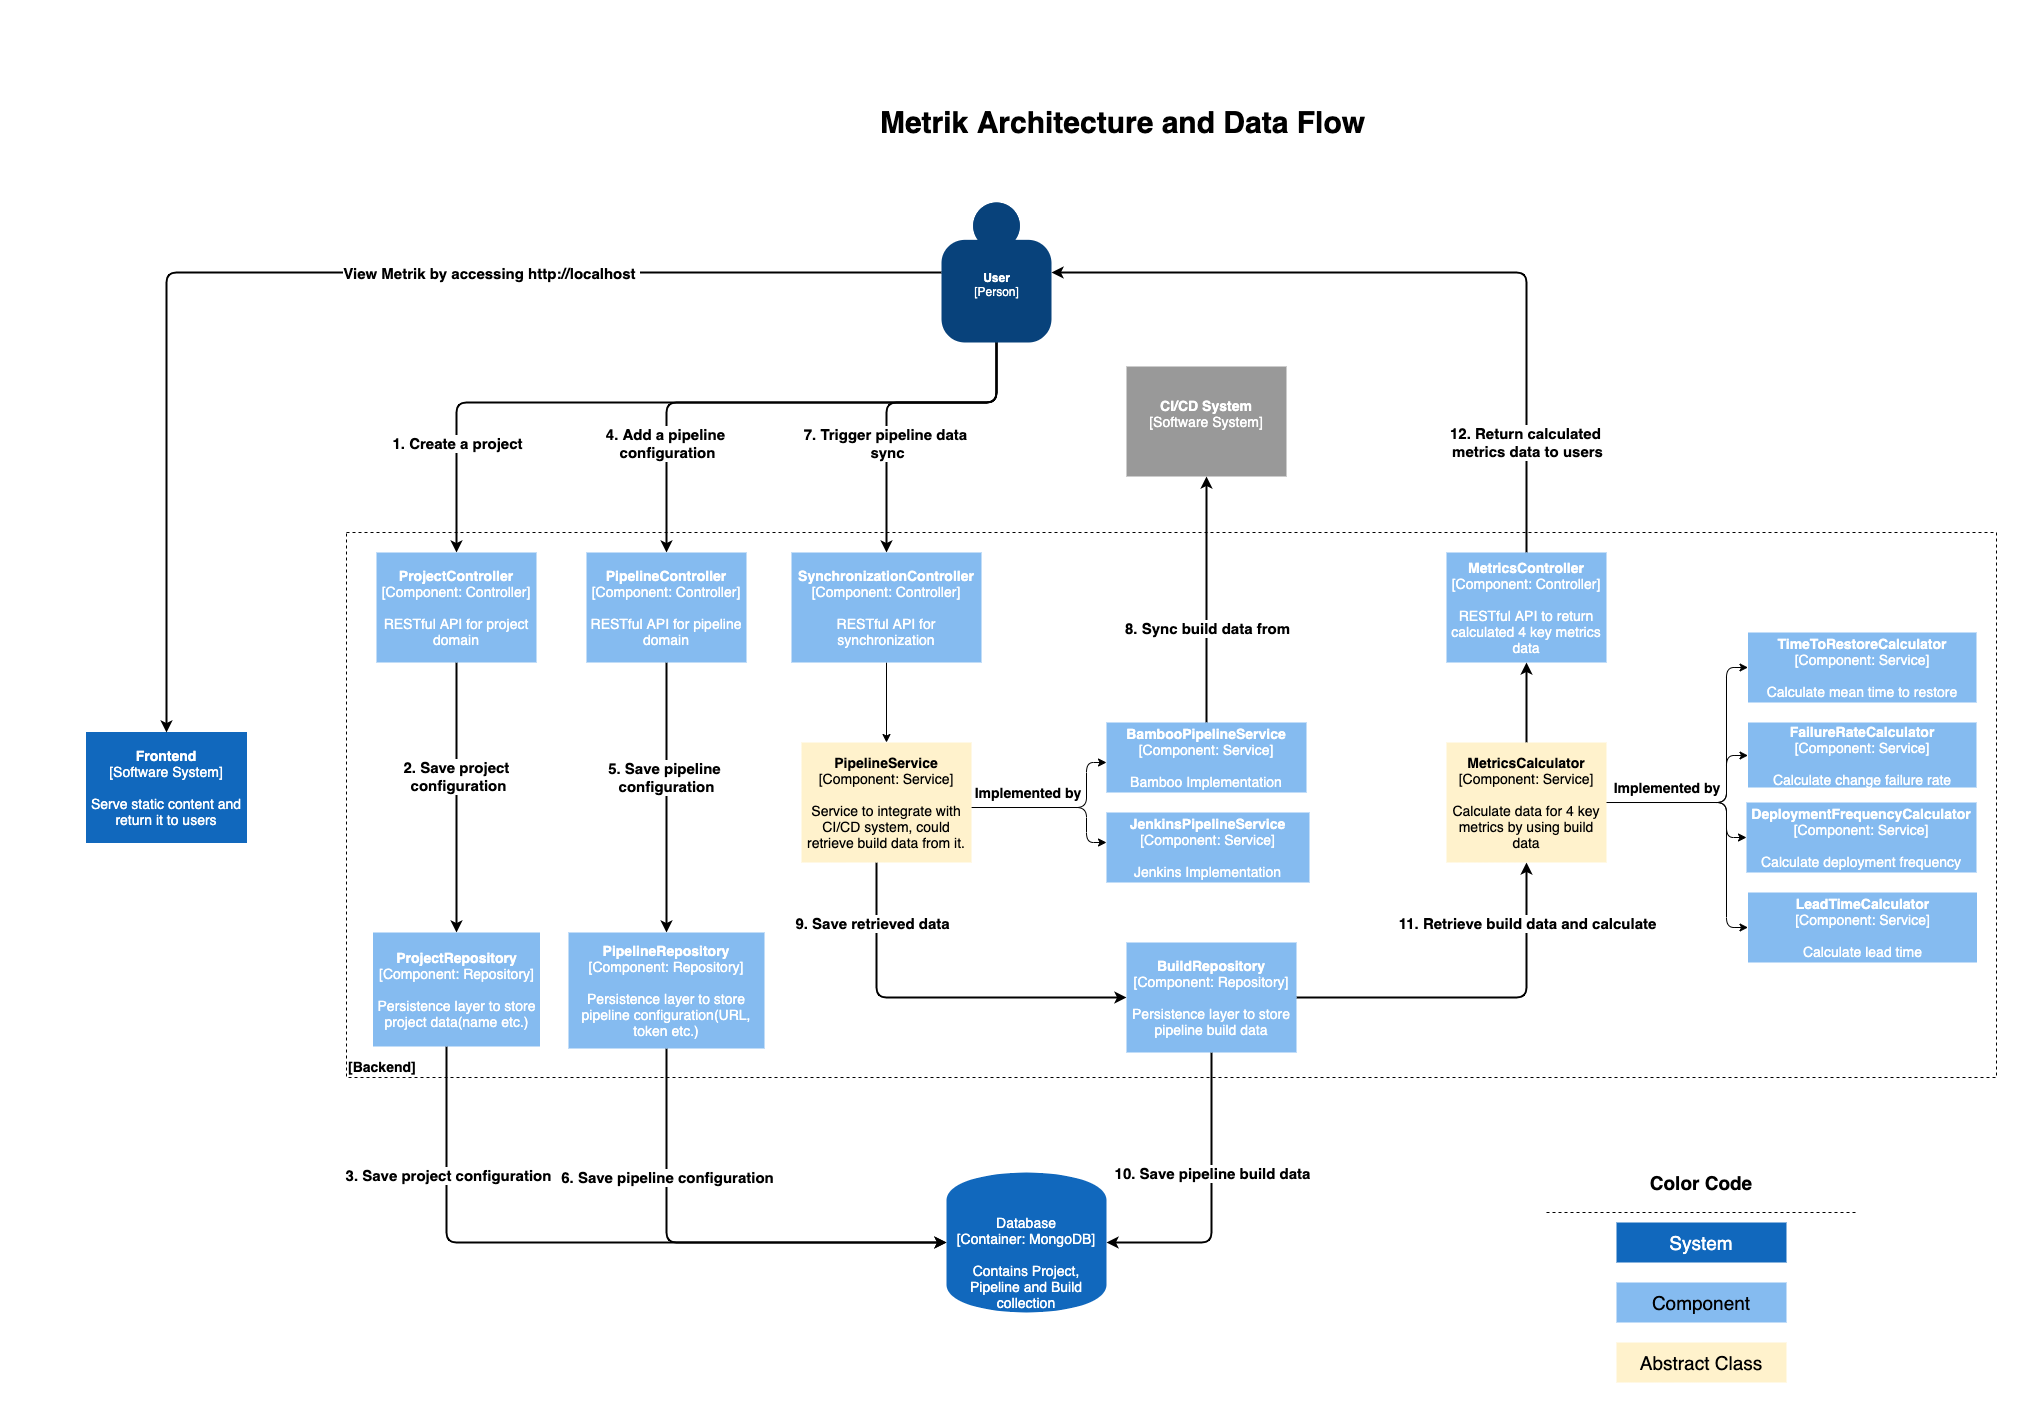 Metrik Architecture and Data Flow
User
[Person]
View Metrik by accessing http://localhost
CI/CD System
[Software System]
1. Create a project
4. Add a pipeline
configuration
7. Trigger pipeline data
sync
12. Return calculated
metrics data to users
ProjectController
[Component: Controller]
RESTful API for project
domain
PipelineController
[Component: Controller]
RESTful API for pipeline
domain
SynchronizationController
[Component: Controller]
RESTful API for
synchronization
8. Sync build data from
MetricsController
[Component: Controller]
RESTful API to return
calculated 4 key metrics
data
TimeToRestoreCalculator
[Component: Service]
Calculate mean time to restore
FailureRateCalculator
[Component: Service]
Calculate change failure rate
DeploymentFrequencyCalculator
[Component: Service]
Calculate deployment frequency
LeadTimeCalculator
[Component: Service]
Calculate lead time
Frontend
[Software System]
Serve static content and
return it to users
2. Save project
configuration
5. Save pipeline
configuration
PipelineService
[Component: Service]
Service to integrate with
CI/CD system, could
retrieve build data from it.
Implemented by
BambooPipelineService
[Component: Service]
Bamboo Implementation
JenkinsPipelineService
[Component: Service]
Jenkins Implementation
MetricsCalculator
[Component: Service]
Calculate data for 4 key
metrics by using build
data
Implemented by
9. Save retrieved data
11. Retrieve build data and calculate
ProjectRepository
[Component: Repository]
Persistence layer to store
project data(name etc.)
PipelineRepository
[Component: Repository]
Persistence layer to store
pipeline configuration(URL,
token etc.)
BuildRepository
[Component: Repository]
Persistence layer to store
pipeline build data
[Backend]
3. Save project configuration
6. Save pipeline configuration
10. Save pipeline build data
Database
[Container: MongoDB]
Contains Project,
Pipeline and Build
collection
Color Code
System
Component
Abstract Class